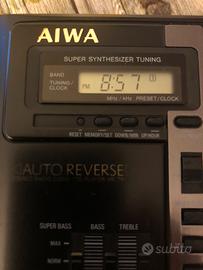 AIWA
SUPER SYNTHESIZER TUNING
BAND
TUNING/
/CLOCK
PM 8:57
MHz / kHz PRESET/CLOCK
RESET MEMORY/SET DOWN/MIN UP/HOUR
AUTO REVERSE
SUPER BASS BASS TREBLE
MAX
NORM
subito